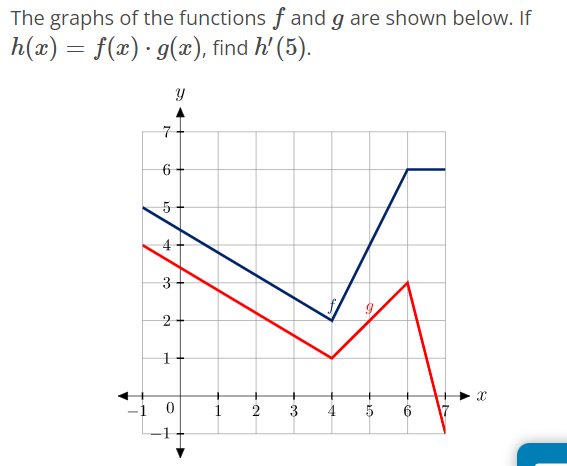 The graphs of the functions f and g are shown below. If
h(x) = f(x) · g(x), find h′(5).
y
7
6
5
4
3
2
1
f
g
x
−1 0 1 2 3 4 5 6 7
−1